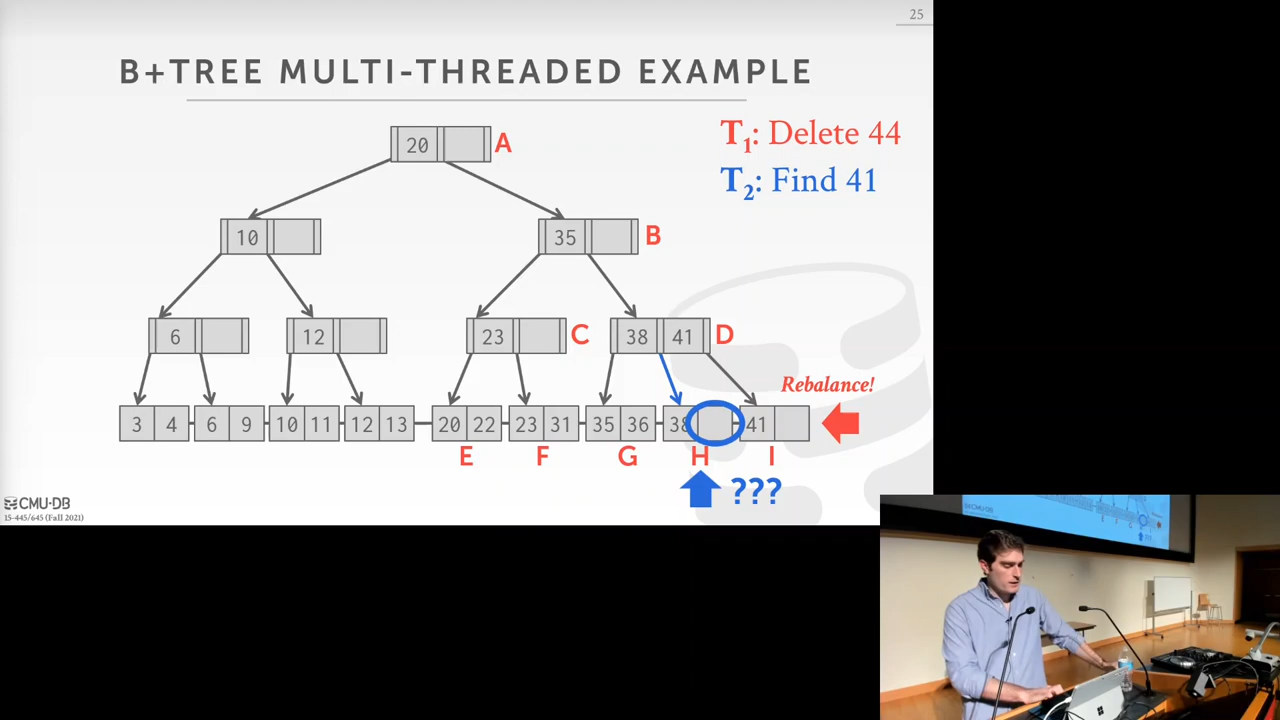 25
B+TREE MULTI-THREADED EXAMPLE
T1: Delete 44
T2: Find 41
20 A
10
35 B
6
12
23 C
38 41 D
Rebalance!
3 4
6 9
10 11
12 13
20 22
23 31
35 36
38
41
E F G H I
???
CMU·DB
15-445/645 (Fall 2021)